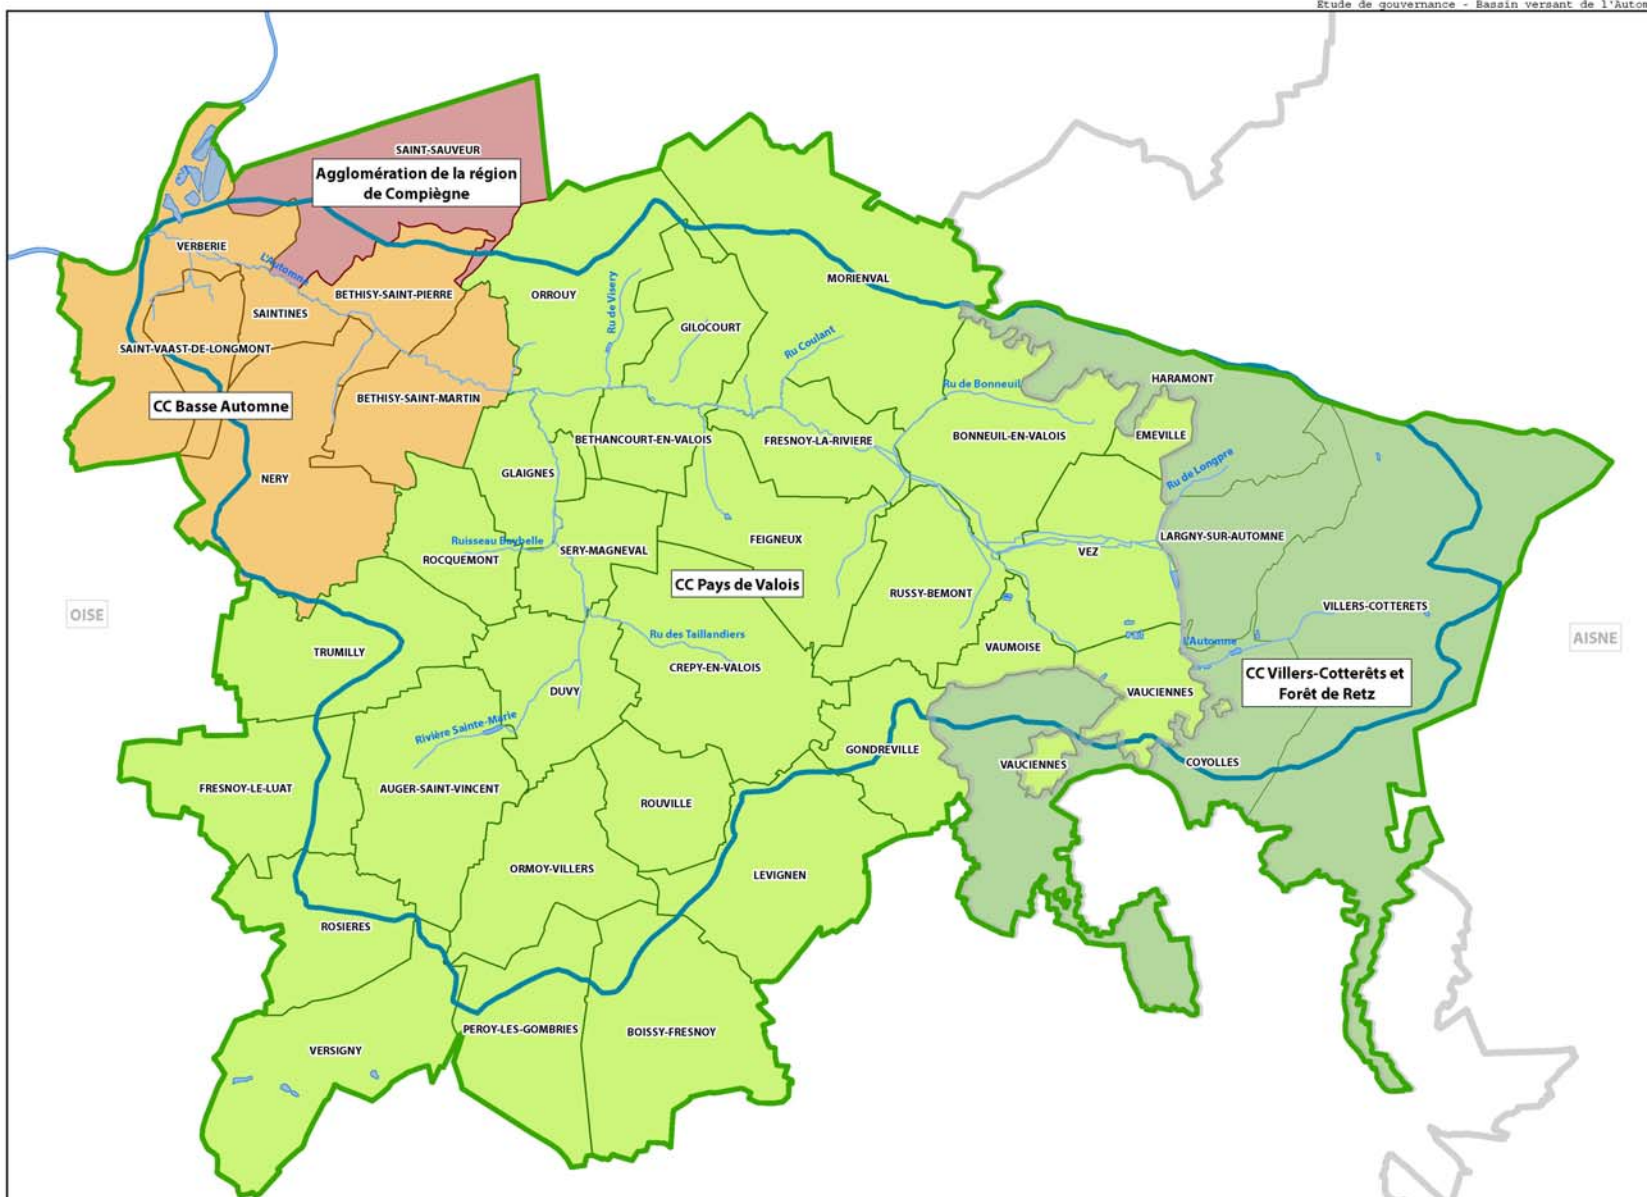 Etude de gouvernance - Bassin versant de l'Autom
SAINT-SAUVEUR
Agglomération de la région
de Compiègne
VERBERIE
L'Automne
BETHISY-SAINT-PIERRE
SAINTINES
SAINT-VAAST-DE-LONGMONT
CC Basse Automne
BETHISY-SAINT-MARTIN
NERY
ORROUY
Ru de Visery
GILOCOURT
MORIENVAL
Ru Coulant
Ru de Bonneuil
HARAMONT
BETHANCOURT-EN-VALOIS
FRESNOY-LA-RIVIERE
BONNEUIL-EN-VALOIS
EMEVILLE
GLAIGNES
Ru de Longpre
Ruisseau Baybelle
ROCQUEMONT
SERY-MAGNEVAL
FEIGNEUX
VEZ
LARGNY-SUR-AUTOMNE
CC Pays de Valois
RUSSY-BEMONT
VILLERS-COTTERETS
OISE
AISNE
TRUMILLY
Ru des Taillandiers
CREPY-EN-VALOIS
VAUMOISE
L'Automne
CC Villers-Cotterêts et
Forêt de Retz
DUVY
VAUCIENNES
Rivière Sainte-Marie
GONDREVILLE
VAUCIENNES
COYOLLES
FRESNOY-LE-LUAT
AUGER-SAINT-VINCENT
ROUVILLE
ORMOY-VILLERS
LEVIGNEN
ROSIERES
PEROY-LES-GOMBRIES
BOISSY-FRESNOY
VERSIGNY